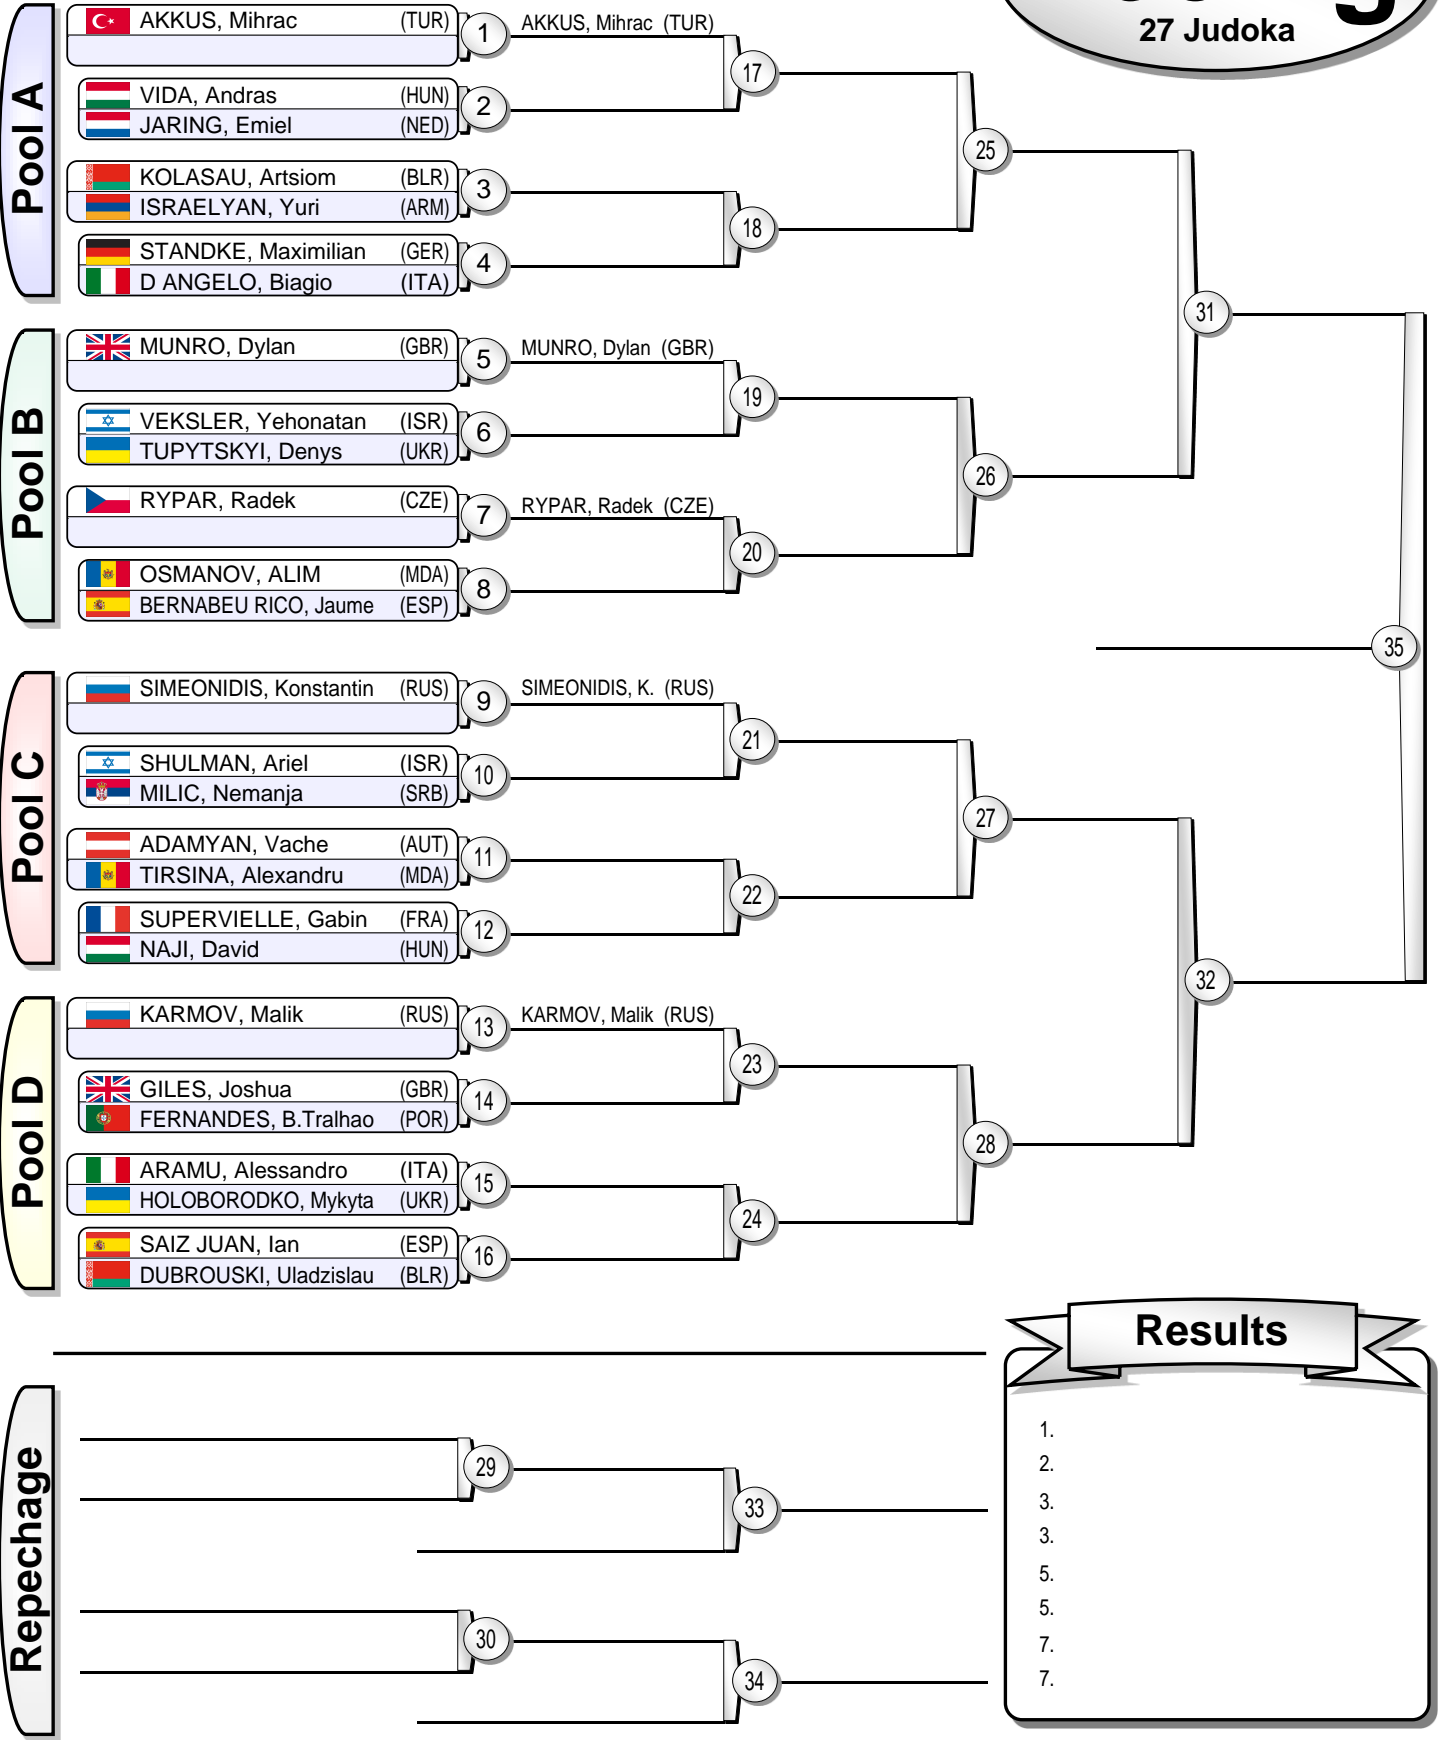 27 Judoka
Pool A
AKKUS, Mihrac (TUR)
1
AKKUS, Mihrac (TUR)
17
VIDA, Andras (HUN)
JARING, Emiel (NED)
2
25
KOLASAU, Artsiom (BLR)
ISRAELYAN, Yuri (ARM)
3
18
STANDKE, Maximilian (GER)
D ANGELO, Biagio (ITA)
4
31
Pool B
MUNRO, Dylan (GBR)
5
MUNRO, Dylan (GBR)
19
VEKSLER, Yehonatan (ISR)
TUPYTSKYI, Denys (UKR)
6
26
RYPAR, Radek (CZE)
7
RYPAR, Radek (CZE)
20
OSMANOV, ALIM (MDA)
BERNABEU RICO, Jaume (ESP)
8
35
Pool C
SIMEONIDIS, Konstantin (RUS)
9
SIMEONIDIS, K. (RUS)
21
SHULMAN, Ariel (ISR)
MILIC, Nemanja (SRB)
10
27
ADAMYAN, Vache (AUT)
TIRSINA, Alexandru (MDA)
11
22
SUPERVIELLE, Gabin (FRA)
NAJI, David (HUN)
12
32
Pool D
KARMOV, Malik (RUS)
13
KARMOV, Malik (RUS)
23
GILES, Joshua (GBR)
FERNANDES, B.Tralhao (POR)
14
28
ARAMU, Alessandro (ITA)
HOLOBORODKO, Mykyta (UKR)
15
24
SAIZ JUAN, Ian (ESP)
DUBROUSKI, Uladzislau (BLR)
16
Repechage
29
33
30
34
Results
1.
2.
3.
3.
5.
5.
7.
7.